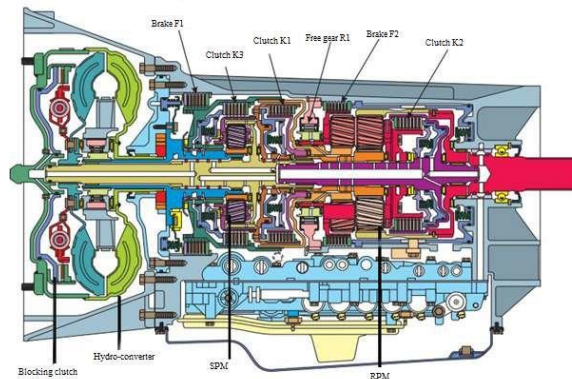 Brake F1
Clutch K3
Clutch K1
Free gear R1
Brake F2
Clutch K2
Blocking clutch
Hydro-converter
SPM
RPM